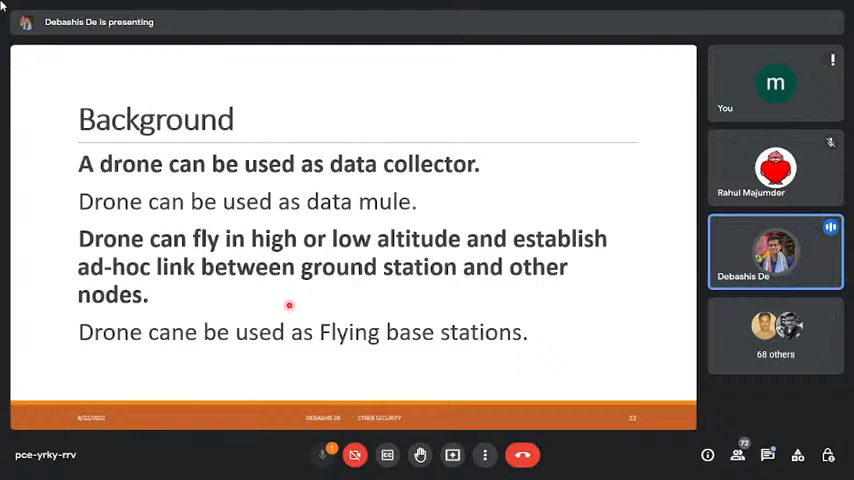 Debashis De is presenting
Background
A drone can be used as data collector.
Drone can be used as data mule.
Drone can fly in high or low altitude and establish
ad-hoc link between ground station and other
nodes.
Drone cane be used as Flying base stations.
8/22/2022 DEBASHIS DE CYBER SECURITY 23
m
You
Rahul Majumder
Debashis De
68 others
pce-yrky-rrv
72